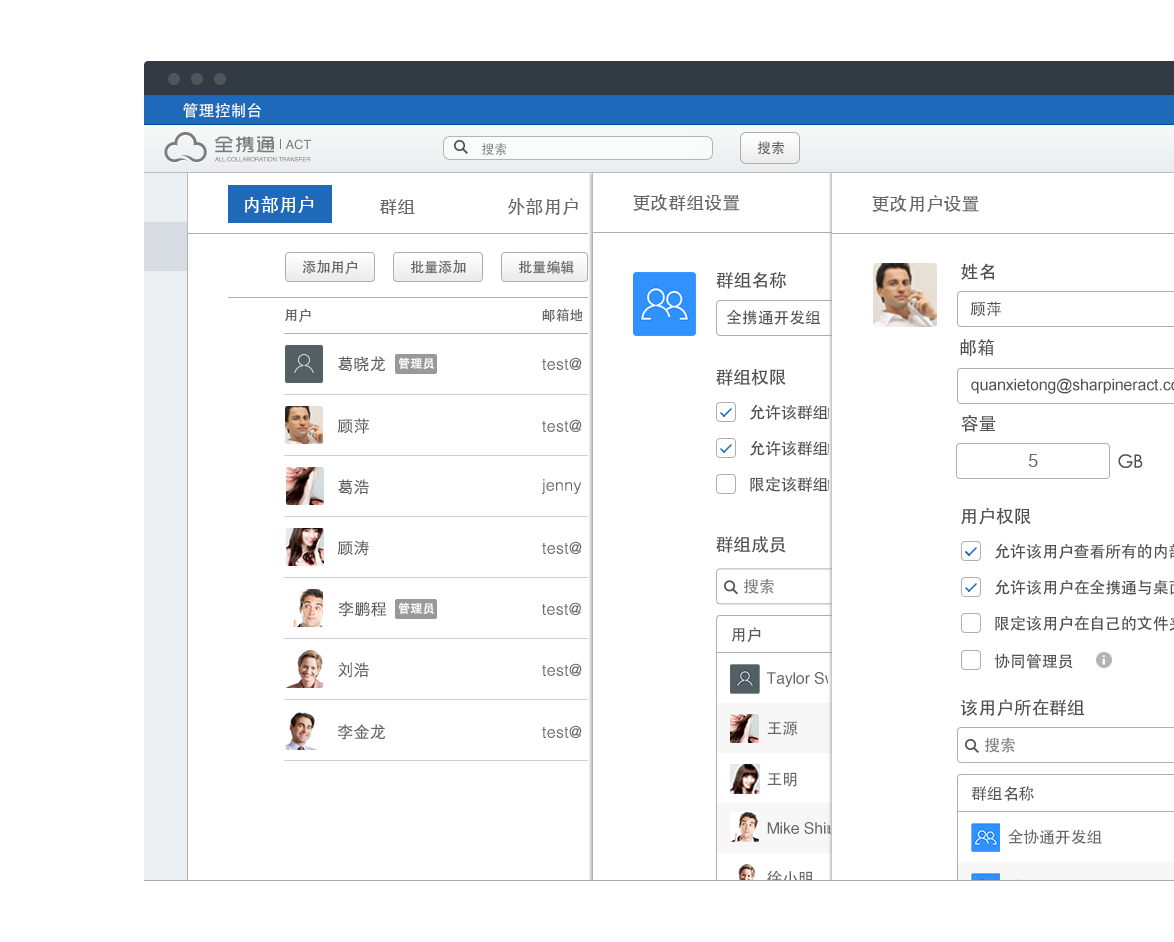 管理控制台
全携通 ACT
ALL COLLABORATION TRANSFER
搜索
搜索
内部用户
群组
外部用户
添加用户
批量添加
批量编辑
用户
邮箱地
葛晓龙
管理员
test@
顾萍
test@
葛浩
jenny
顾涛
test@
李鹏程
管理员
test@
刘浩
test@
李金龙
test@
更改群组设置
群组名称
全携通开发组
群组权限
允许该群组
允许该群组
限定该群组
群组成员
搜索
用户
Taylor
王源
王明
Mike
徐小明
更改用户设置
姓名
顾萍
邮箱
quanxietong@sharpineract.c
容量
5
GB
用户权限
允许该用户查看所有的内部
允许该用户在全携通与桌面
限定该用户在自己的文件夹
协同管理员
该用户所在群组
搜索
群组名称
全协通开发组